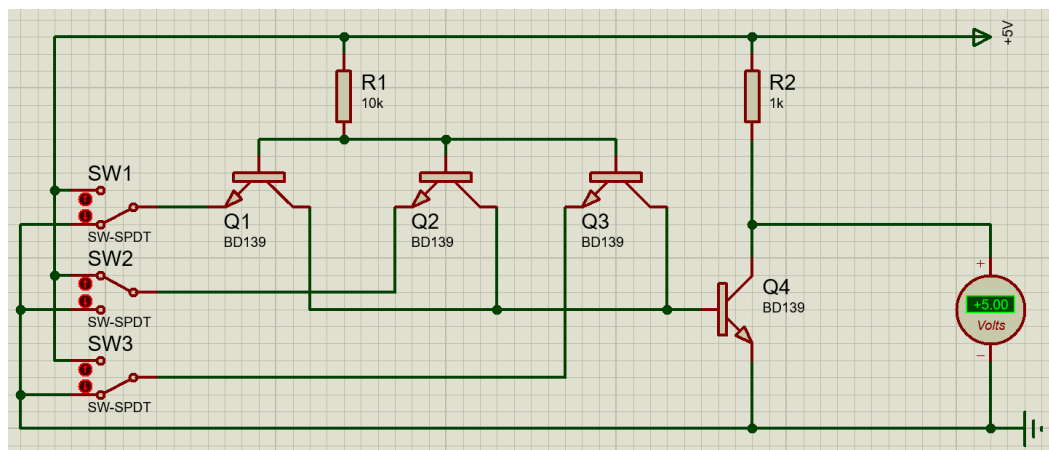 +5V
R1
10k
R2
1k
SW1
SW-SPDT
Q1
BD139
Q2
BD139
Q3
BD139
SW2
SW-SPDT
Q4
BD139
+
+5.00
Volts
−
SW3
SW-SPDT